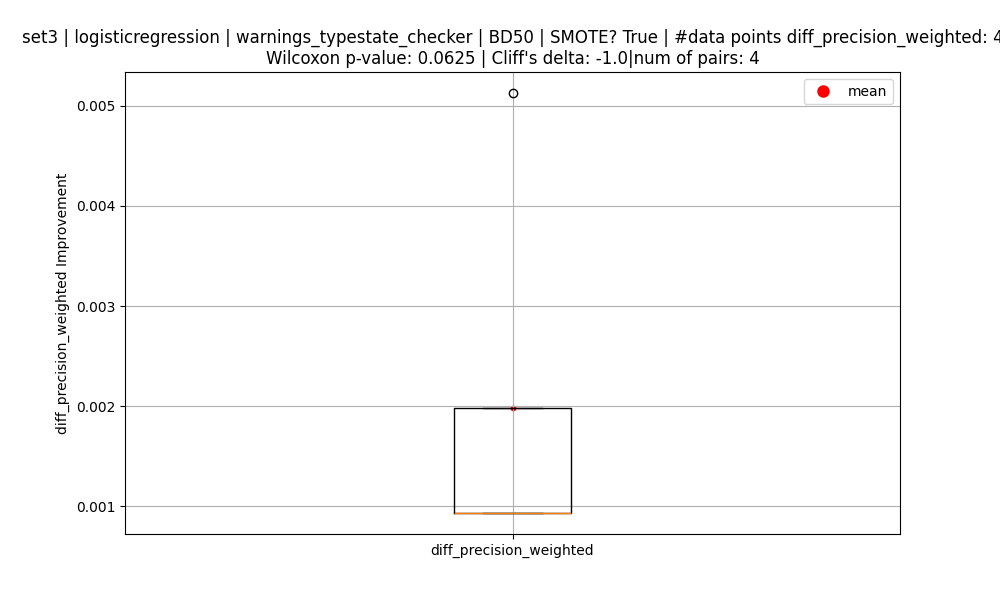 set3 | logisticregression | warnings_typestate_checker | BD50 | SMOTE? True | #data points diff_precision_weighted: 4
Wilcoxon p-value: 0.0625 | Cliff's delta: -1.0|num of pairs: 4
mean
0.005
0.004
0.003
0.002
0.001
diff_precision_weighted Improvement
diff_precision_weighted